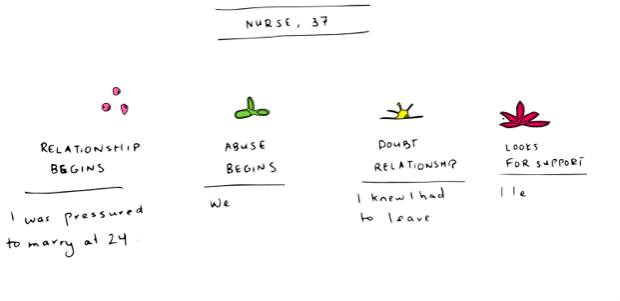 NURSE, 37
RELATIONSHIP
BEGINS
I was pressured
to marry at 24.
ABUSE
BEGINS
We
DOUBT
RELATIONSHIP
I knew I had
to leave
LOOKS
FOR SUPPORT
I le